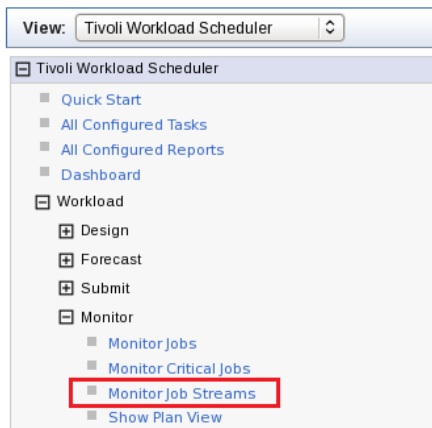 View: Tivoli Workload Scheduler
Tivoli Workload Scheduler
Quick Start
All Configured Tasks
All Configured Reports
Dashboard
Workload
Design
Forecast
Submit
Monitor
Monitor Jobs
Monitor Critical Jobs
Monitor Job Streams
Show Plan View